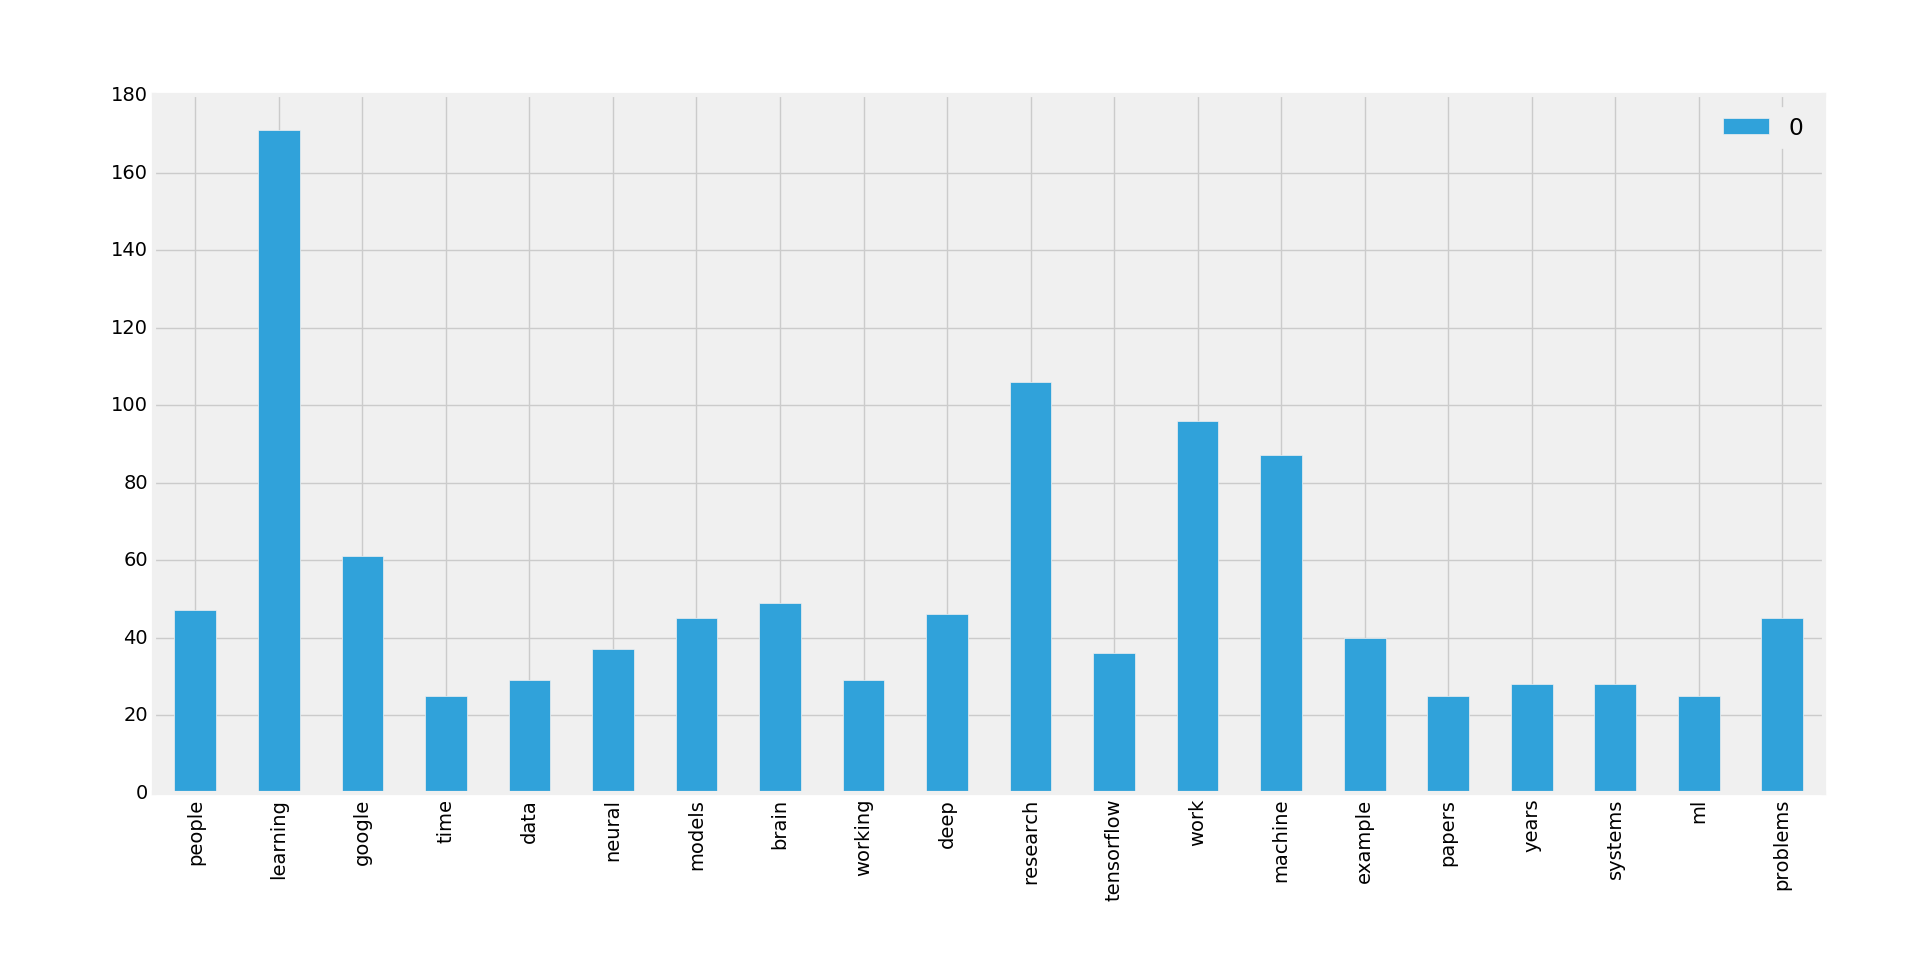 180
160
140
120
100
80
60
40
20
0
0
people
learning
google
time
data
neural
models
brain
working
deep
research
tensorflow
work
machine
example
papers
years
systems
ml
problems